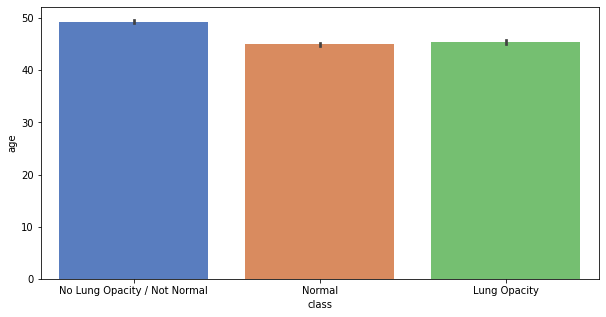 50
40
30
20
10
0
age
No Lung Opacity / Not Normal
Normal
Lung Opacity
class